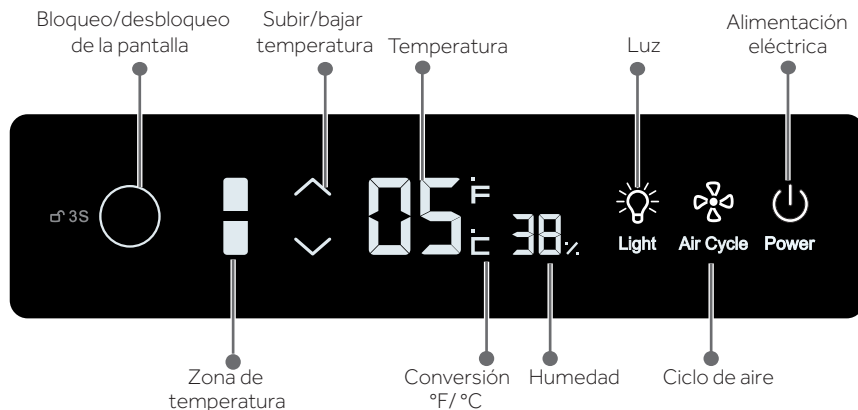 Bloqueo/desbloqueo
de la pantalla
Subir/bajar
temperatura
Temperatura
Luz
Alimentación
eléctrica
3S
05
°F
°C
38%
Light
Air Cycle
Power
Zona de
temperatura
Conversión
°F/ °C
Humedad
Ciclo de aire